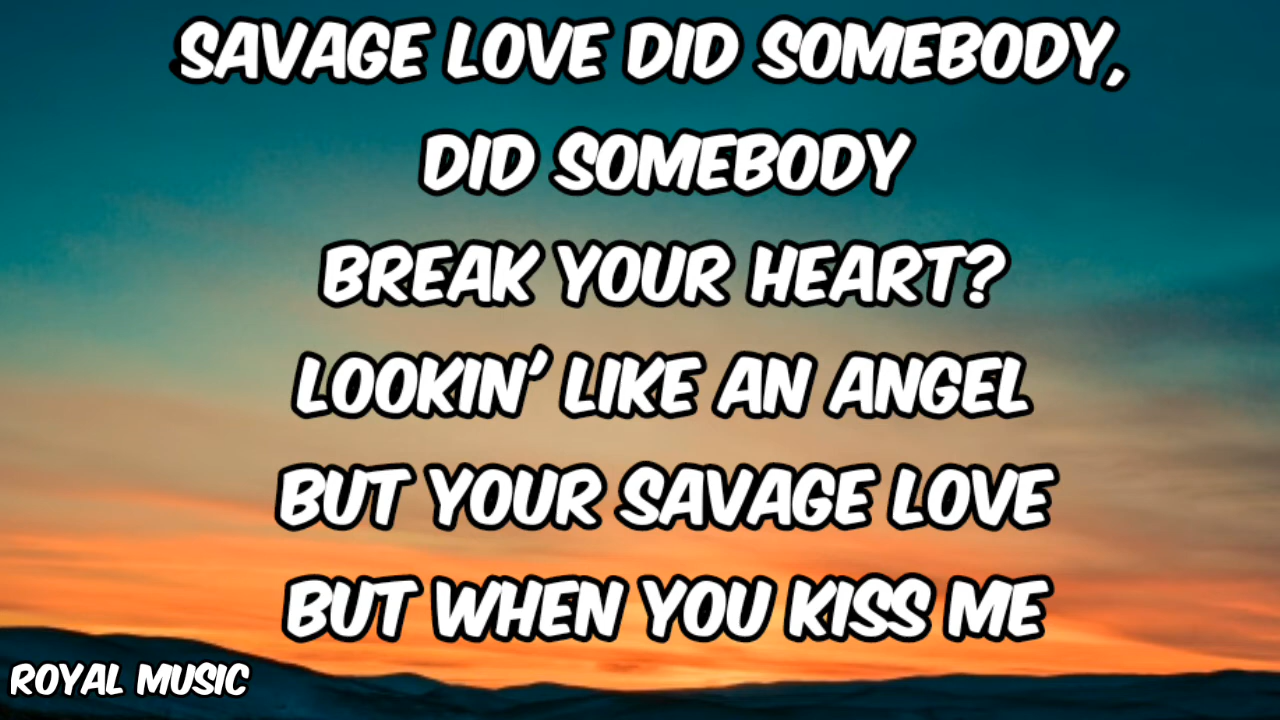 SAVAGE LOVE DID SOMEBODY,
DID SOMEBODY
BREAK YOUR HEART?
LOOKIN' LIKE AN ANGEL
BUT YOUR SAVAGE LOVE
BUT WHEN YOU KISS ME
ROYAL MUSIC